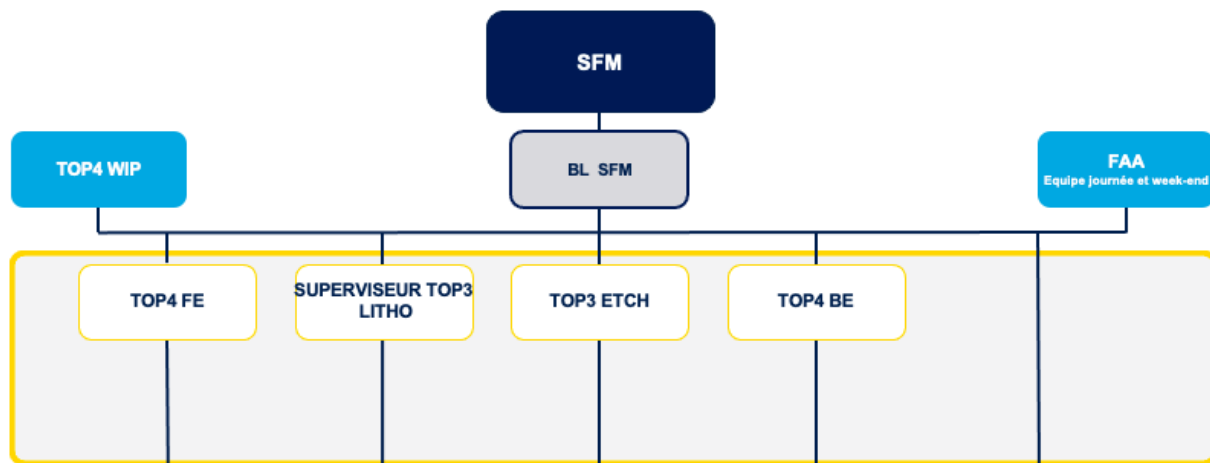 SFM
TOP4 WIP
BL SFM
FAA
Equipe journée et week-end
TOP4 FE
SUPERVISEUR TOP3
LITHO
TOP3 ETCH
TOP4 BE